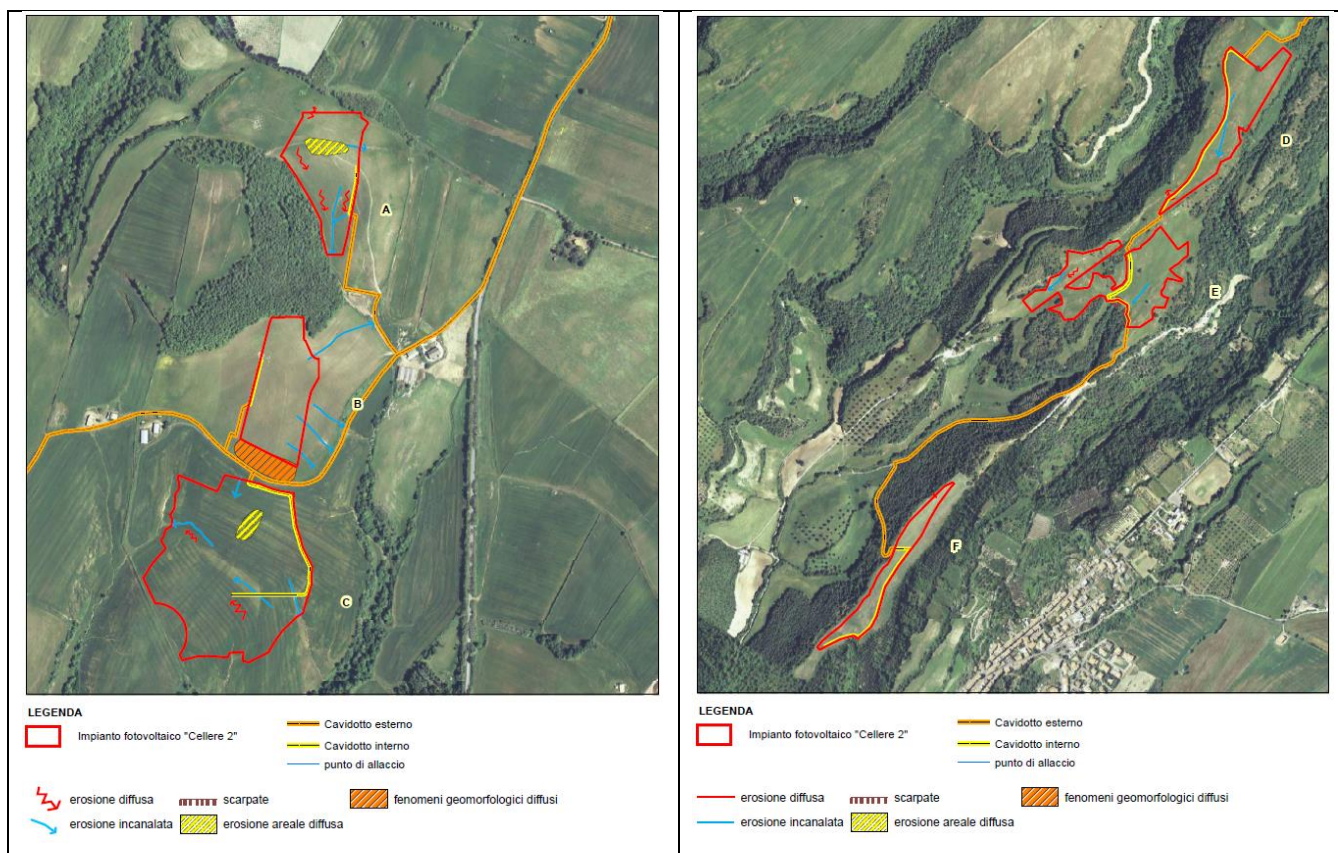 A
B
C
LEGENDA
Impianto fotovoltaico "Cellere 2"
Cavidotto esterno
Cavidotto interno
punto di allaccio
erosione diffusa
scarpate
fenomeni geomorfologici diffusi
erosione incanalata
erosione areale diffusa
D
E
F
LEGENDA
Impianto fotovoltaico "Cellere 2"
Cavidotto esterno
Cavidotto interno
punto di allaccio
erosione diffusa
scarpate
fenomeni geomorfologici diffusi
erosione incanalata
erosione areale diffusa